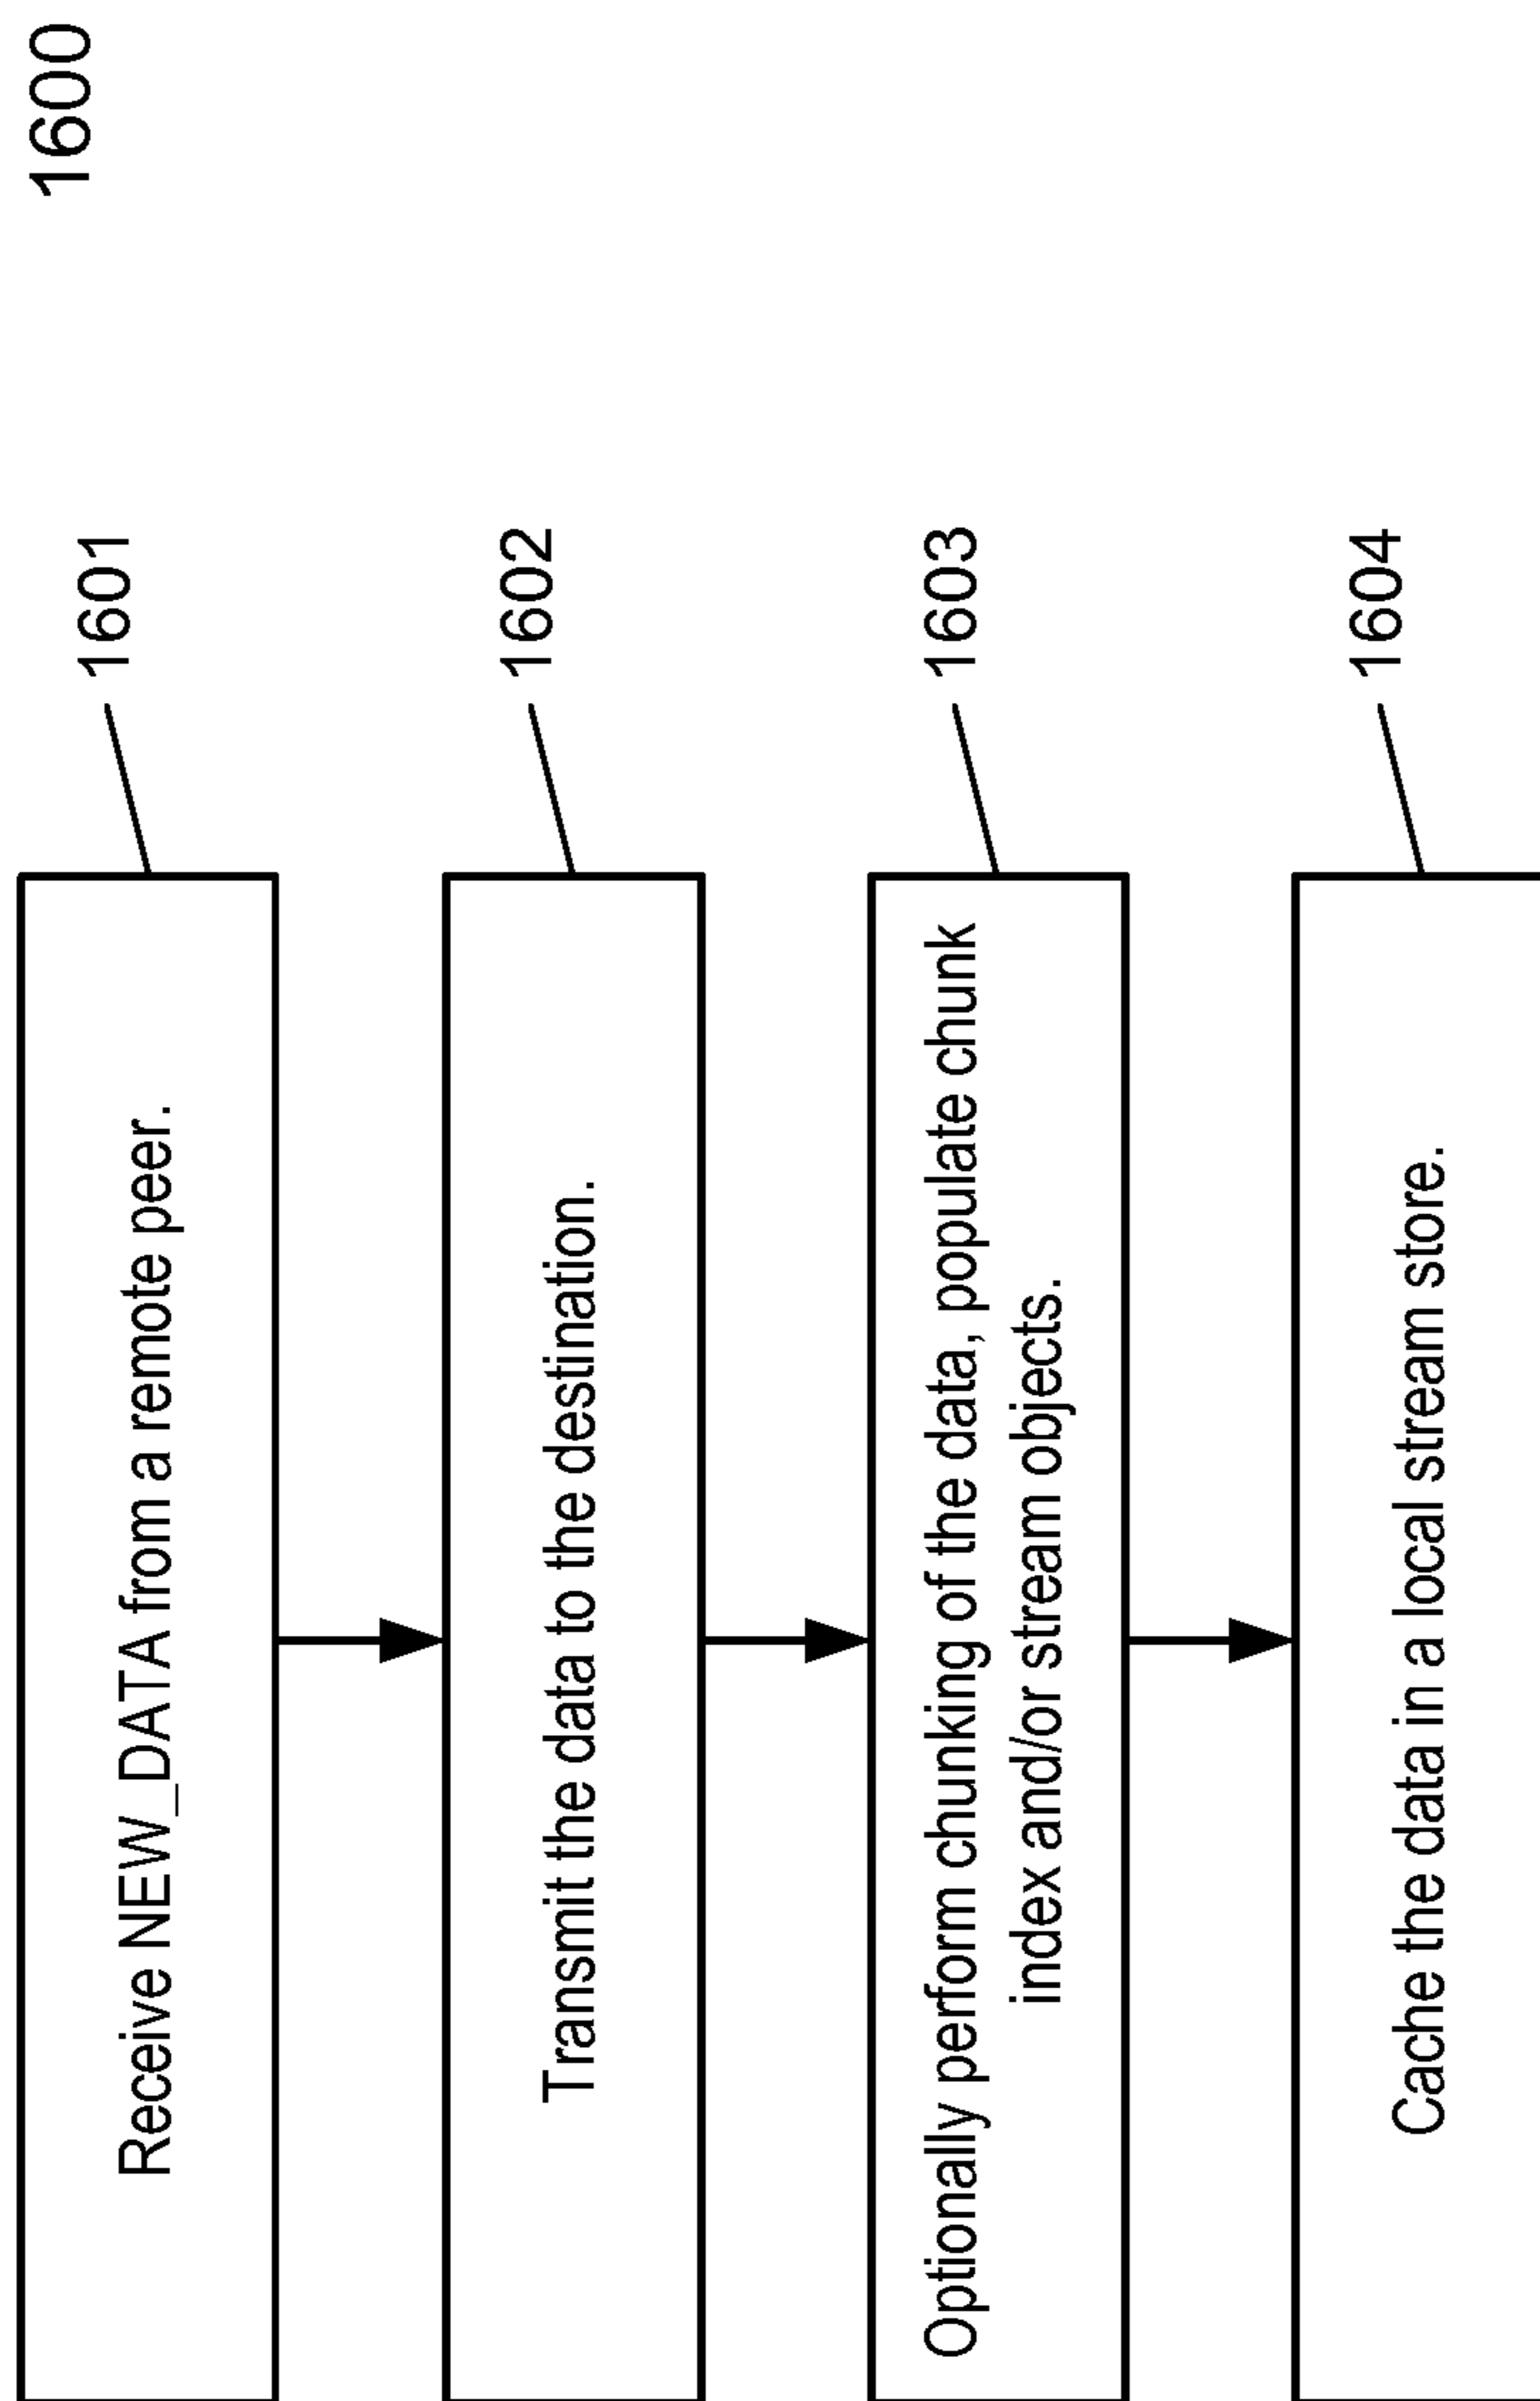 1600
Receive NEW_DATA from a remote peer.
1601
Transmit the data to the destination.
1602
Optionally perform chunking of the data, populate chunk
index and/or stream objects.
1603
Cache the data in a local stream store.
1604